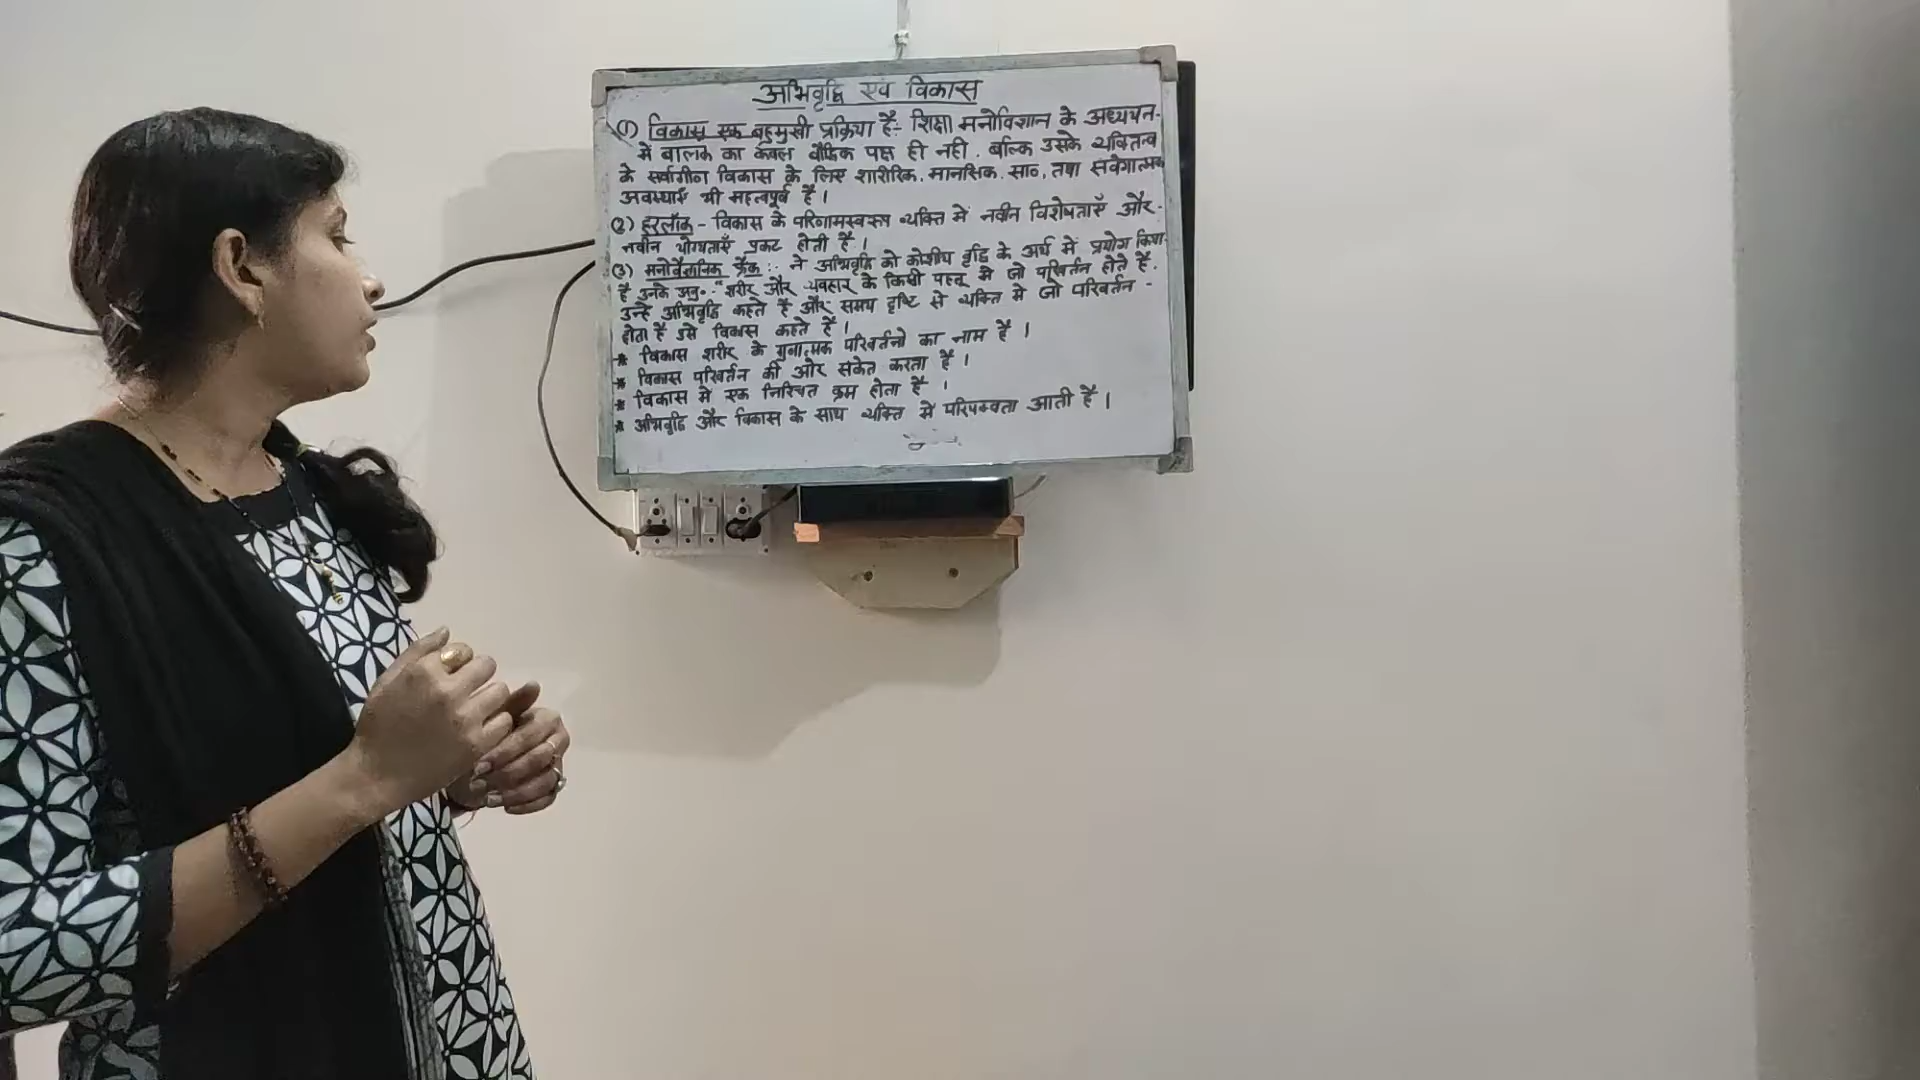 अभिवृद्धि एवं विकास
(1) विकास एक बहुमुखी प्रक्रिया है:- शिक्षा मनोविज्ञान के अध्ययन-
में बालक का केवल बौद्धिक पक्ष ही नही. बल्कि उसके व्यक्तित्व
के सर्वांगीण विकास के लिए शारीरिक, मानसिक, सा०, तथा संवेगात्मक
अवस्थाएँ भी महत्वपूर्व है।
(2) हरलॉक - विकास के परिणामस्वरूप व्यक्ति में नवीन विशेषताएँ और-
नवीन योग्यताएँ प्रकट होती है।
(3) मनोवैज्ञानिक फ्रैंक :- ने अभिवृद्धि को कोशीय वृद्धि के अर्थ में प्रयोग किया-
है उनके अनु०- "शरीर और व्यवहार के किसी पहलू मे जो परिवर्तन होते है.
उन्हे अभिवृद्धि कहते है और समग्र दृष्टि से व्यक्ति मे जो परिवर्तन -
होता है उसे विकास कहते है।
* विकास शरीर के गुनात्मक परिवर्तनो का नाम है।
* विकास परिवर्तन की ओर संकेत करता है।
* विकास मे एक निश्चित क्रम होता है।
* अभिवृद्धि और विकास के साथ व्यक्ति मे परिपक्वता आती है।